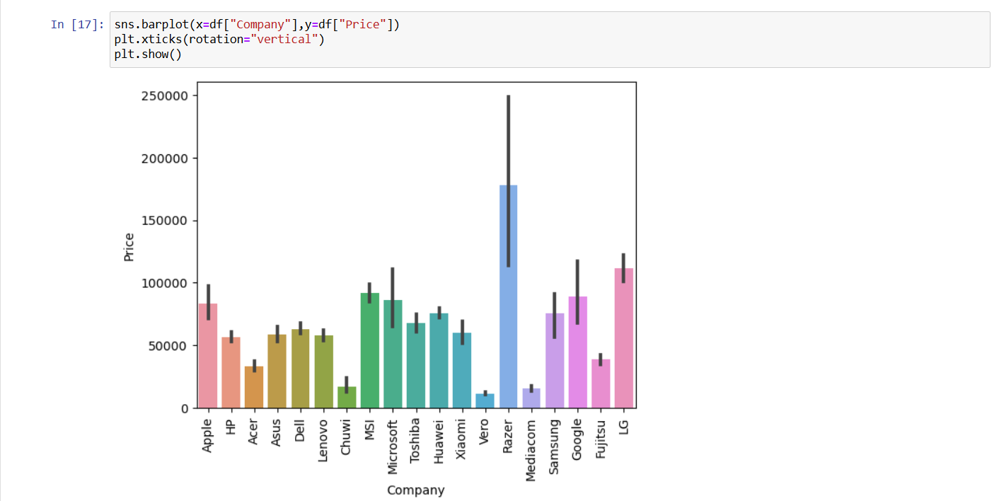 In [17]: sns.barplot(x=df["Company"],y=df["Price"])
plt.xticks(rotation="vertical")
plt.show()
250000
200000
150000
100000
50000
0
Price
Apple
HP
Acer
Asus
Dell
Lenovo
Chuwi
MSI
Microsoft
Toshiba
Huawei
Xiaomi
Vero
Razer
Mediacom
Samsung
Google
Fujitsu
LG
Company